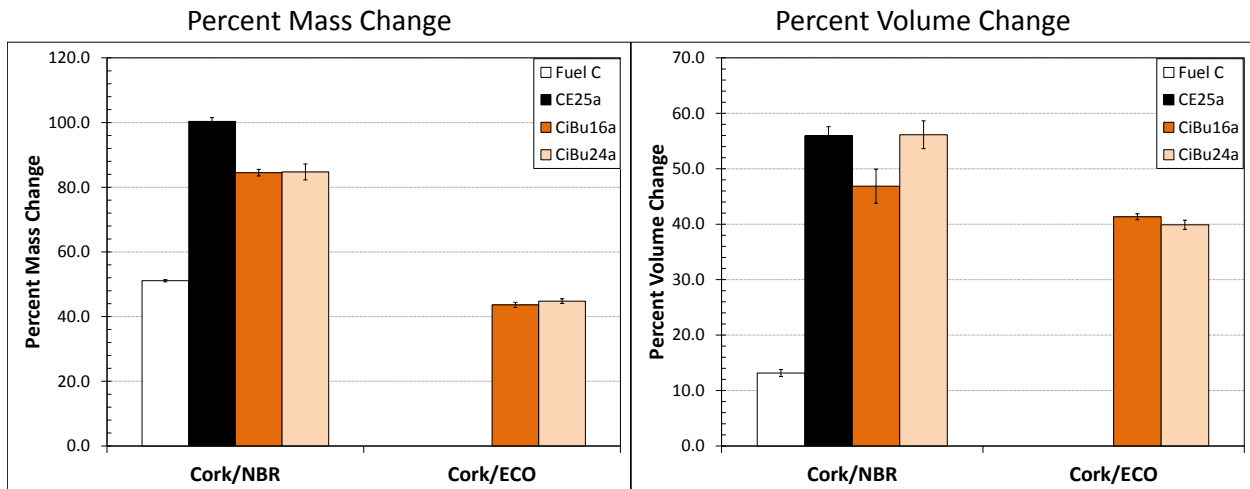 Percent Mass Change
Percent Volume Change
120.0
100.0
80.0
60.0
40.0
20.0
0.0
Percent Mass Change
Fuel C
CE25a
CiBu16a
CiBu24a
Cork/NBR
Cork/ECO
70.0
60.0
50.0
40.0
30.0
20.0
10.0
0.0
Percent Volume Change
Fuel C
CE25a
CiBu16a
CiBu24a
Cork/NBR
Cork/ECO